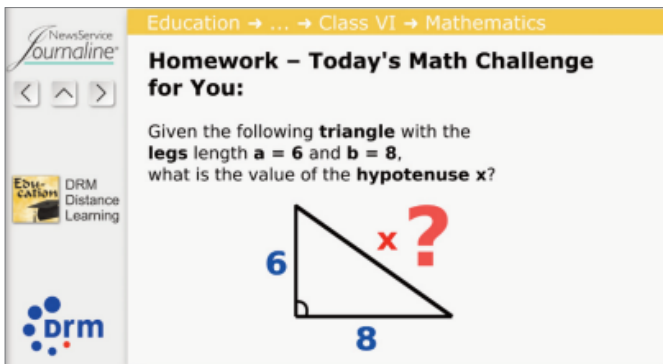 NewsService
Journaline®
Education → ... → Class VI → Mathematics
Homework – Today's Math Challenge
for You:
Given the following triangle with the
legs length a = 6 and b = 8,
what is the value of the hypotenuse x?
Edu-
cation
DRM
Distance
Learning
6
x ?
8
Drm